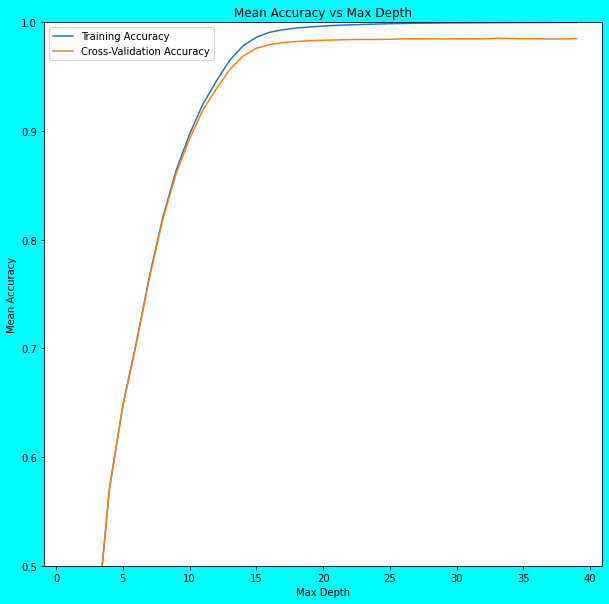 Mean Accuracy vs Max Depth
Training Accuracy
Cross-Validation Accuracy
Mean Accuracy
1.0
0.9
0.8
0.7
0.6
0.5
0 5 10 15 20 25 30 35 40
Max Depth